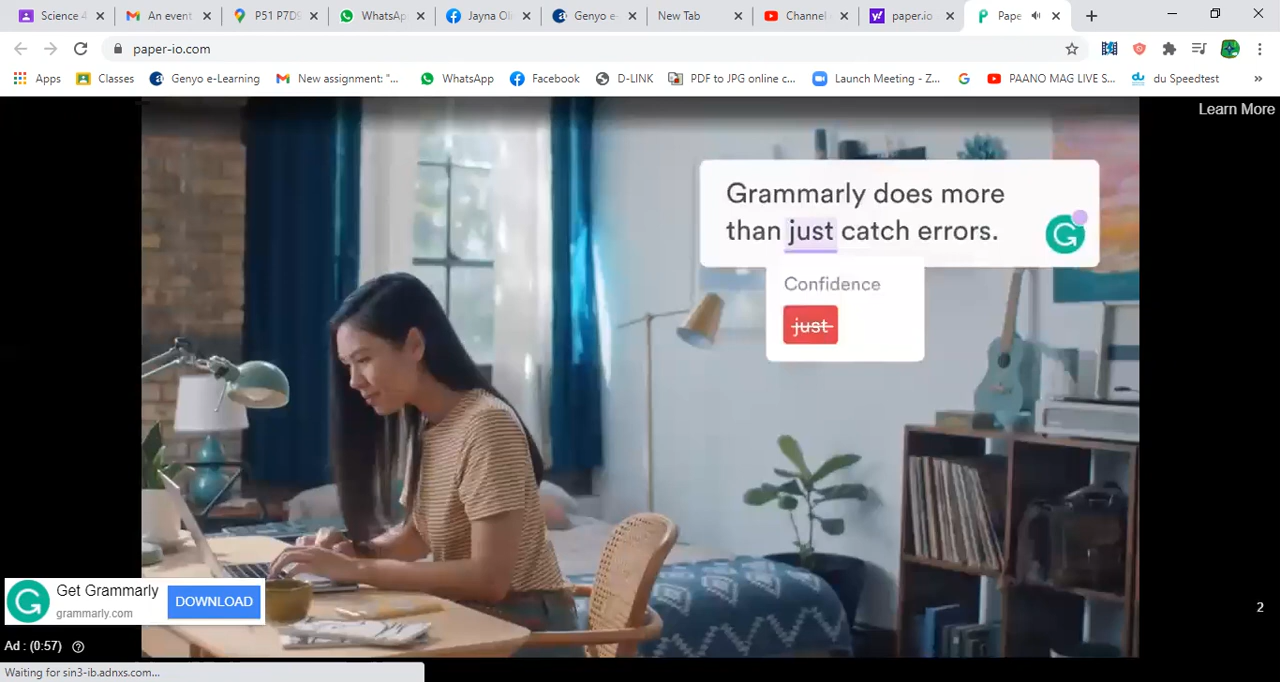 Science 4
An event
P51 P7DS
WhatsAp
Jayna Oli
Genyo e-
New Tab
Channel
paper.io
Pape
paper-io.com
Apps
Classes
Genyo e-Learning
New assignment: "...
WhatsApp
Facebook
D-LINK
PDF to JPG online c...
Launch Meeting - Z...
PAANO MAG LIVE S...
du Speedtest
»
Learn More
Grammarly does more
than just catch errors.
Confidence
just
Get Grammarly
grammarly.com
DOWNLOAD
2
Ad : (0:57)
Waiting for sin3-ib.adnxs.com...